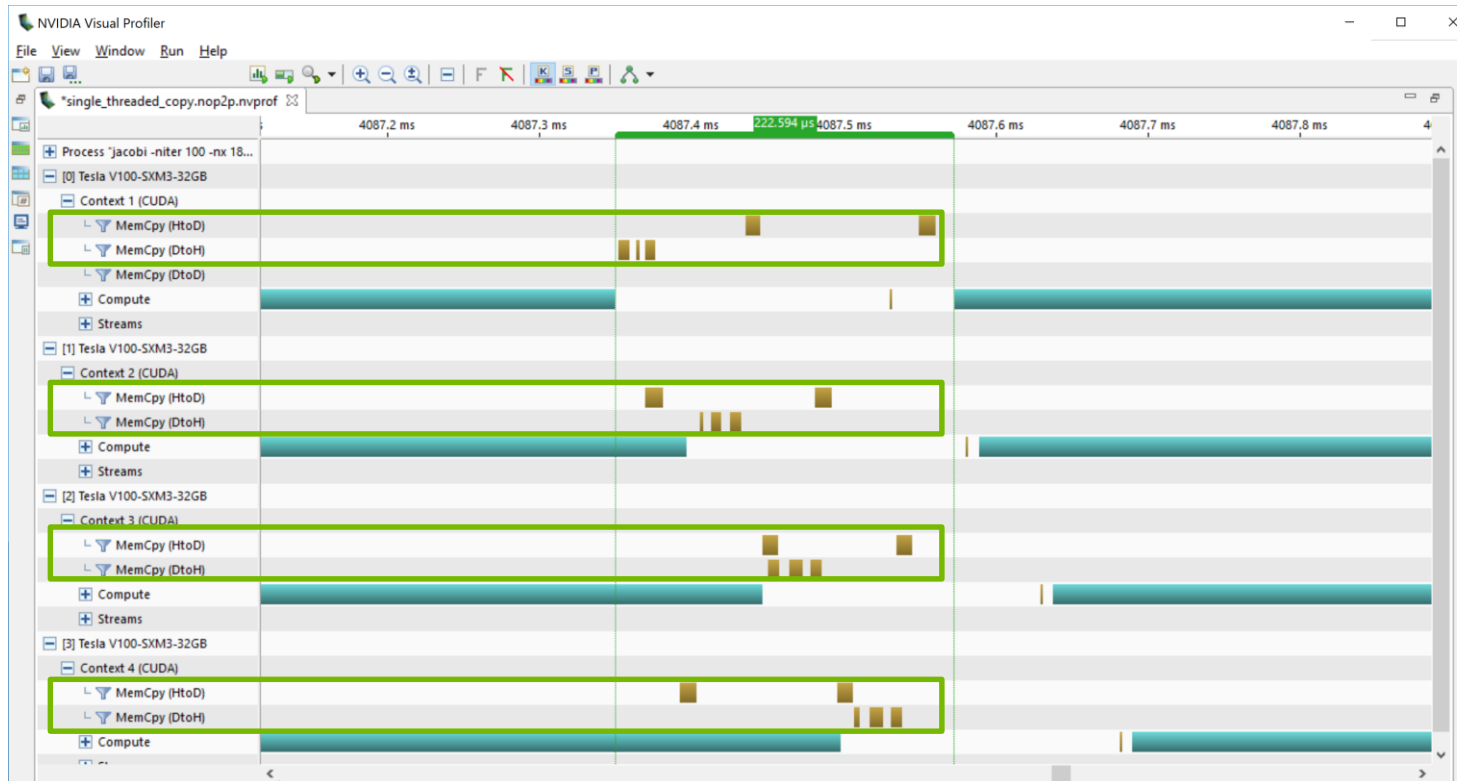 NVIDIA Visual Profiler
File View Window Run Help
*single_threaded_copy.nop2p.nvprof
4087.2 ms 4087.3 ms 4087.4 ms 222.594 µs 4087.5 ms 4087.6 ms 4087.7 ms 4087.8 ms
Process "jacobi -niter 100 -nx 18...
[0] Tesla V100-SXM3-32GB
Context 1 (CUDA)
MemCpy (HtoD)
MemCpy (DtoH)
MemCpy (DtoD)
Compute
Streams
[1] Tesla V100-SXM3-32GB
Context 2 (CUDA)
MemCpy (HtoD)
MemCpy (DtoH)
Compute
Streams
[2] Tesla V100-SXM3-32GB
Context 3 (CUDA)
MemCpy (HtoD)
MemCpy (DtoH)
Compute
Streams
[3] Tesla V100-SXM3-32GB
Context 4 (CUDA)
MemCpy (HtoD)
MemCpy (DtoH)
Compute